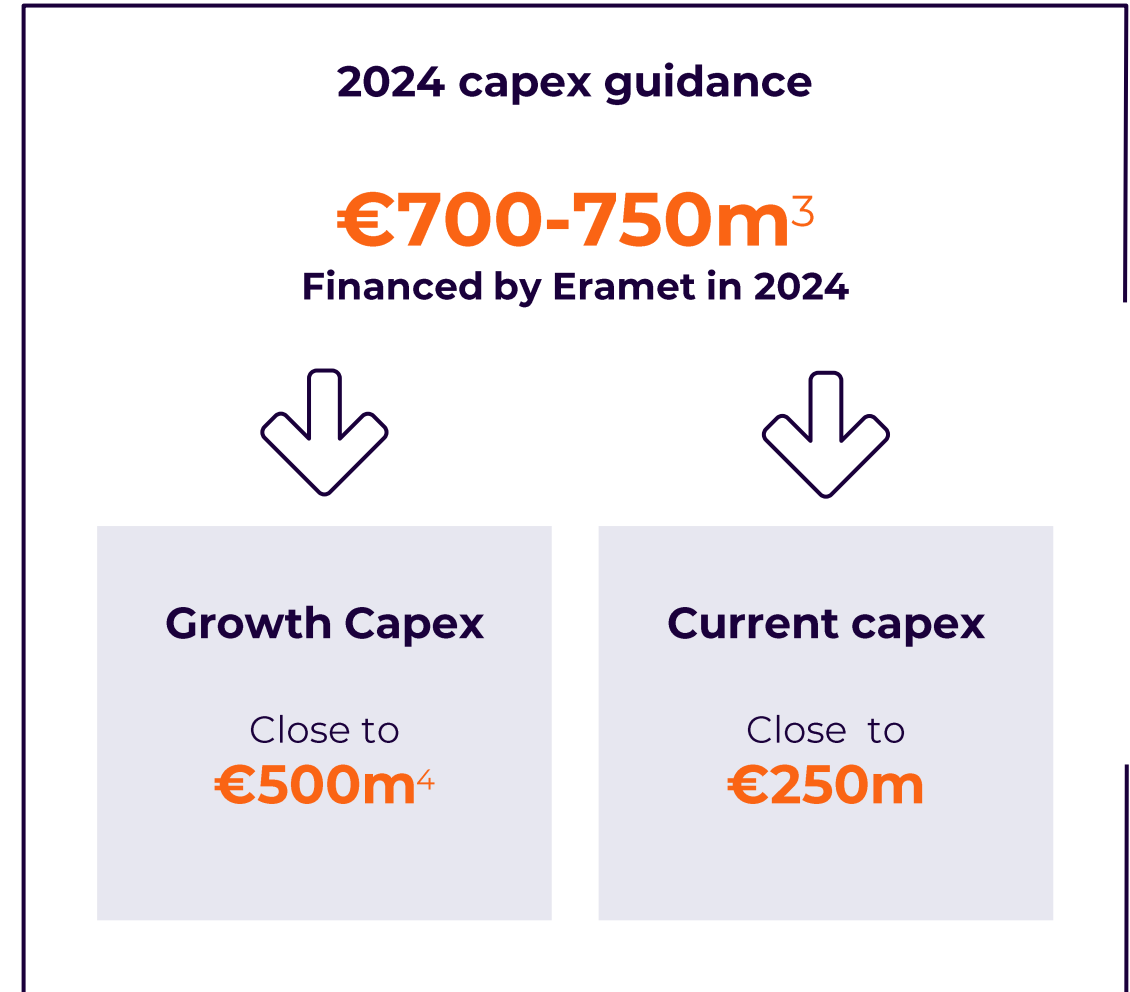 2024 capex guidance
€700-750m³
Financed by Eramet in 2024
Growth Capex
Close to
€500m⁴
Current capex
Close to
€250m